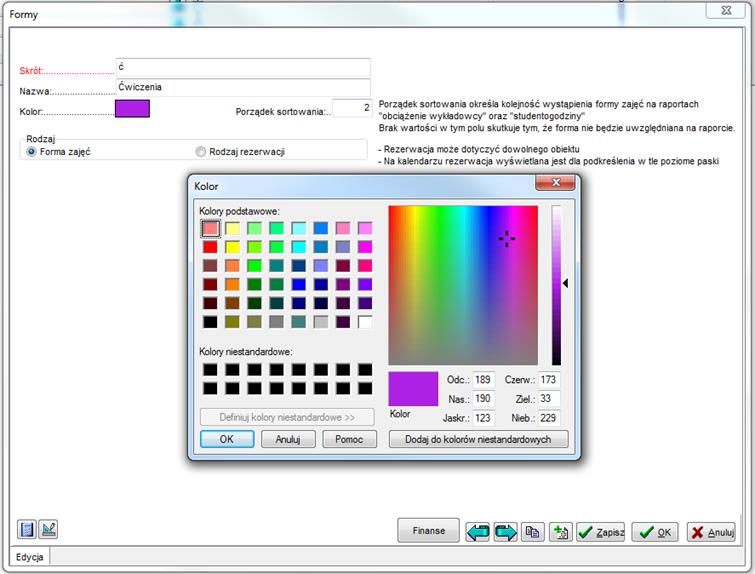 Formy
Skrót:
ć
Nazwa:
Ćwiczenia
Kolor:
Porządek sortowania:..
2
Rodzaj
Forma zajęć
Rodzaj rezerwacji
Porządek sortowania określa kolejność wystąpienia formy zajęć na raportach
"obciążenie wykładowcy" oraz "studentogodziny"
Brak wartości w tym polu skutkuje tym, że forma nie będzie uwzględniana na raporcie.
- Rezerwacja może dotyczyć dowolnego obiektu
- Na kalendarzu rezerwacja wyświetlana jest dla podkreślenia w tle poziome paski
Kolor
Kolory podstawowe:
Kolory niestandardowe:
Definiuj kolory niestandardowe >>
OK
Anuluj
Pomoc
Kolor
Odc.: 189
Czerw.: 173
Nas.: 190
Ziel.: 33
Jaskr.: 123
Nieb.: 229
Dodaj do kolorów niestandardowych
Finanse
Zapisz
OK
Anuluj
Edycja